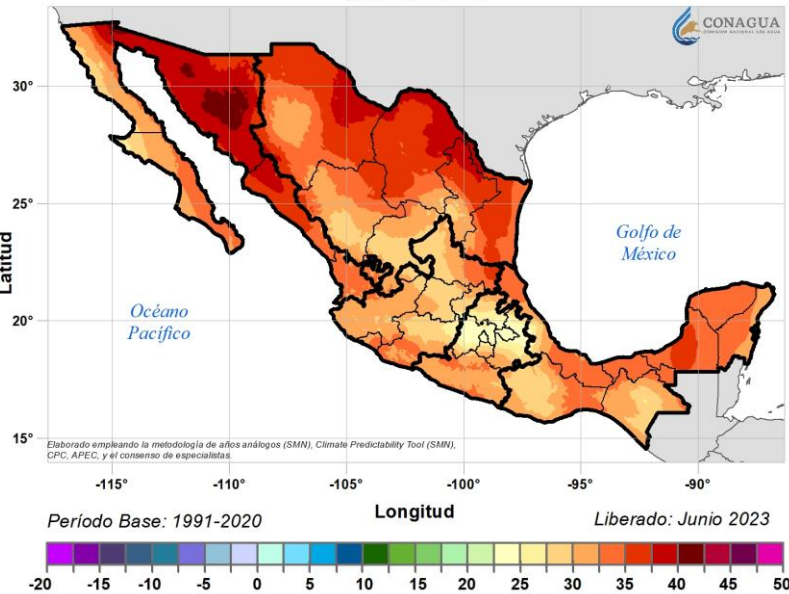 CONAGUA
COMISIÓN NACIONAL DEL AGUA
30°
25°
20°
15°
Latitud
Golfo de
México
Océano
Pacífico
Elaborado empleando la metodología de años análogos (SMN), Climate Predictability Tool (SMN),
CPC, APEC, y el consenso de especialistas.
-115° -110° -105° -100° -95° -90°
Longitud
Período Base: 1991-2020
Liberado: Junio 2023
-20 -15 -10 -5 0 5 10 15 20 25 30 35 40 45 50